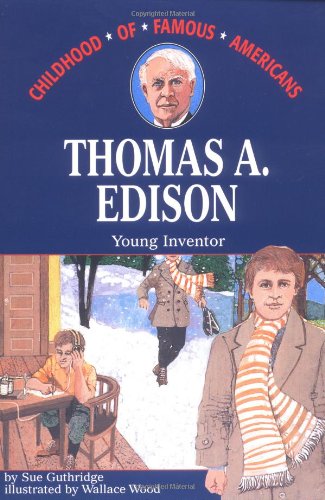 CHILDHOOD ★ OF ★ FAMOUS ★ AMERICANS
THOMAS A.
EDISON
Young Inventor
by Sue Guthridge
illustrated by Wallace Wood